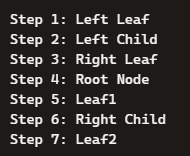 Step 1: Left Leaf
Step 2: Left Child
Step 3: Right Leaf
Step 4: Root Node
Step 5: Leaf1
Step 6: Right Child
Step 7: Leaf2